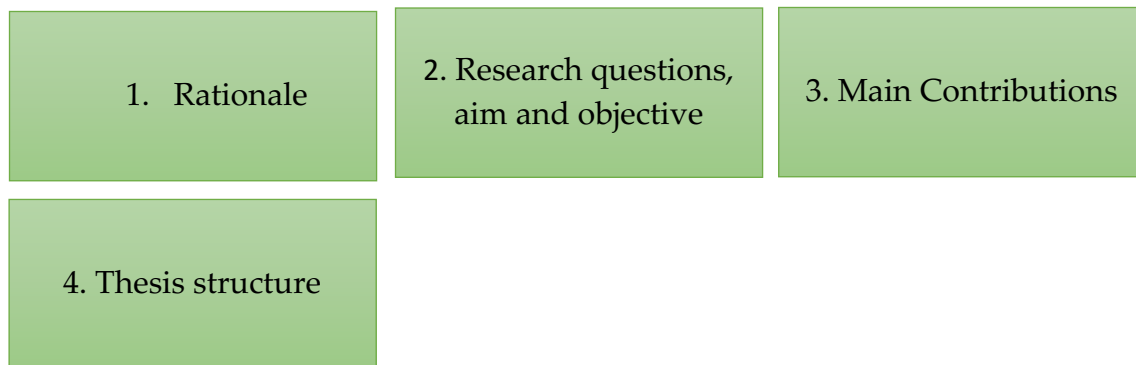 1. Rationale
2. Research questions,
aim and objective
3. Main Contributions
4. Thesis structure